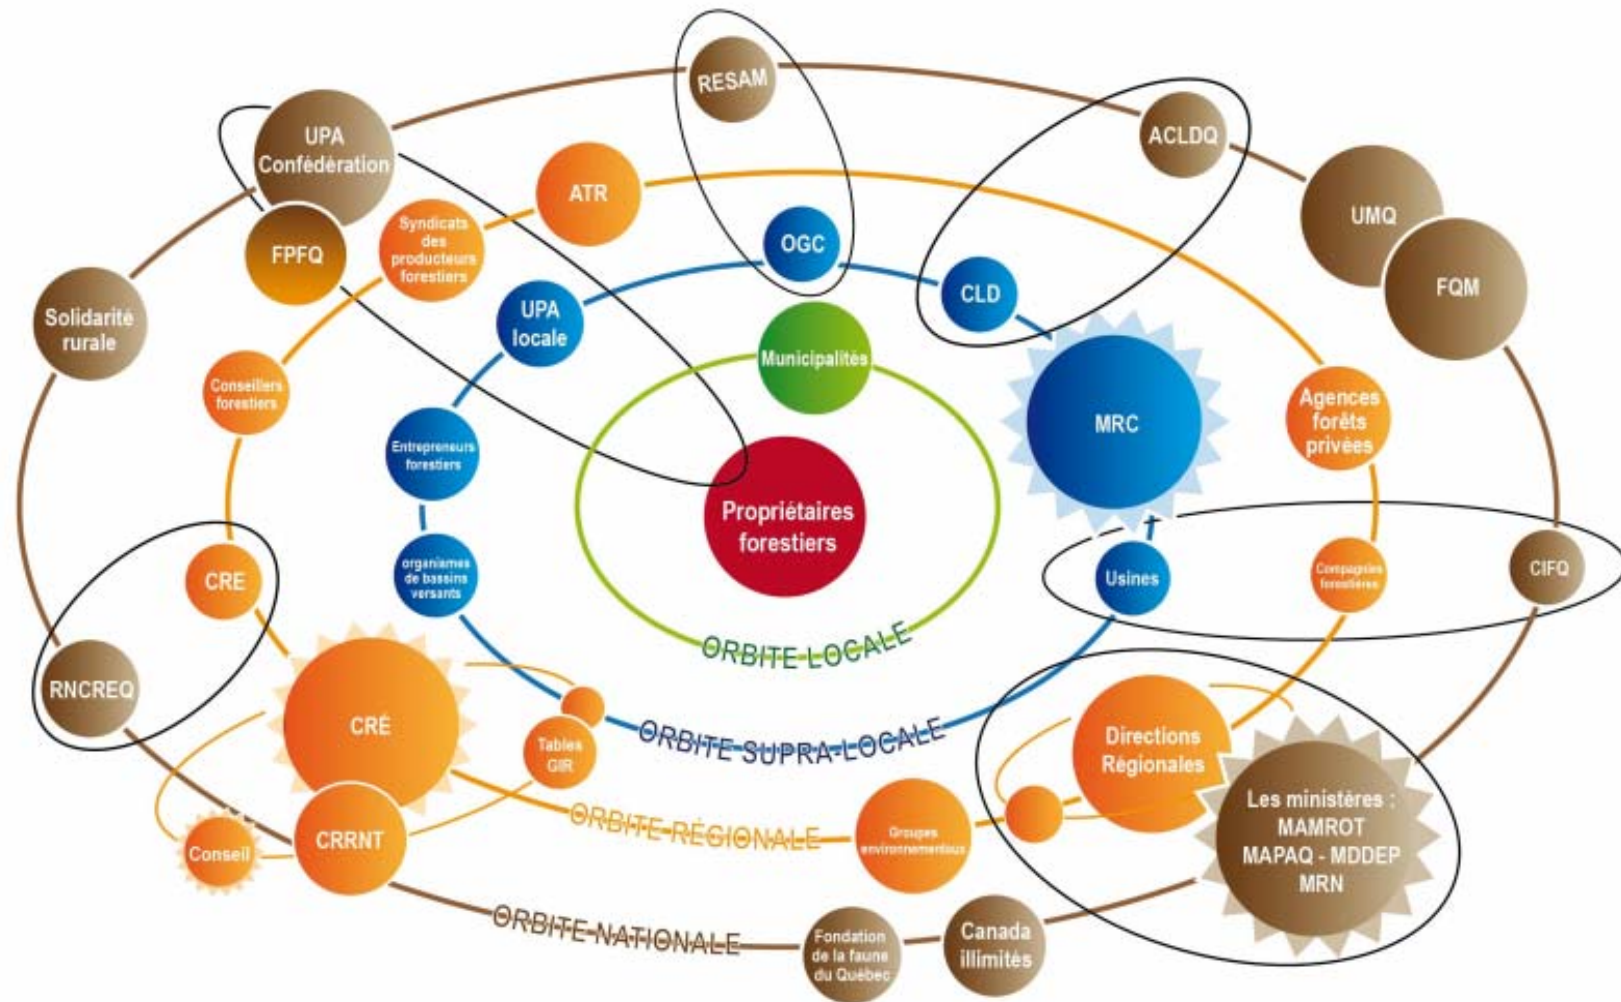 RESAM
UPA
Confédération
ACLDQ
ATR
UMQ
Syndicats
des
producteurs
forestiers
FPFQ
OGC
FQM
CLD
Solidarité
rurale
UPA
locale
Municipalités
Conseillers
forestiers
MRC
Agences
forêts
privées
Entrepreneurs
forestiers
Propriétaires
forestiers
CRE
organismes
de bassins
versants
Usines
Compagnies
forestières
CIFQ
ORBITE LOCALE
RNCREQ
CRÉ
Tables
GIR
ORBITE SUPRA-LOCALE
Directions
Régionales
Les ministères :
MAMROT
MAPAQ - MDDEP
MRN
ORBITE RÉGIONALE
Groupes
environnementaux
Conseil
CRRNT
ORBITE NATIONALE
Fondation
de la faune
du Québec
Canada
illimités